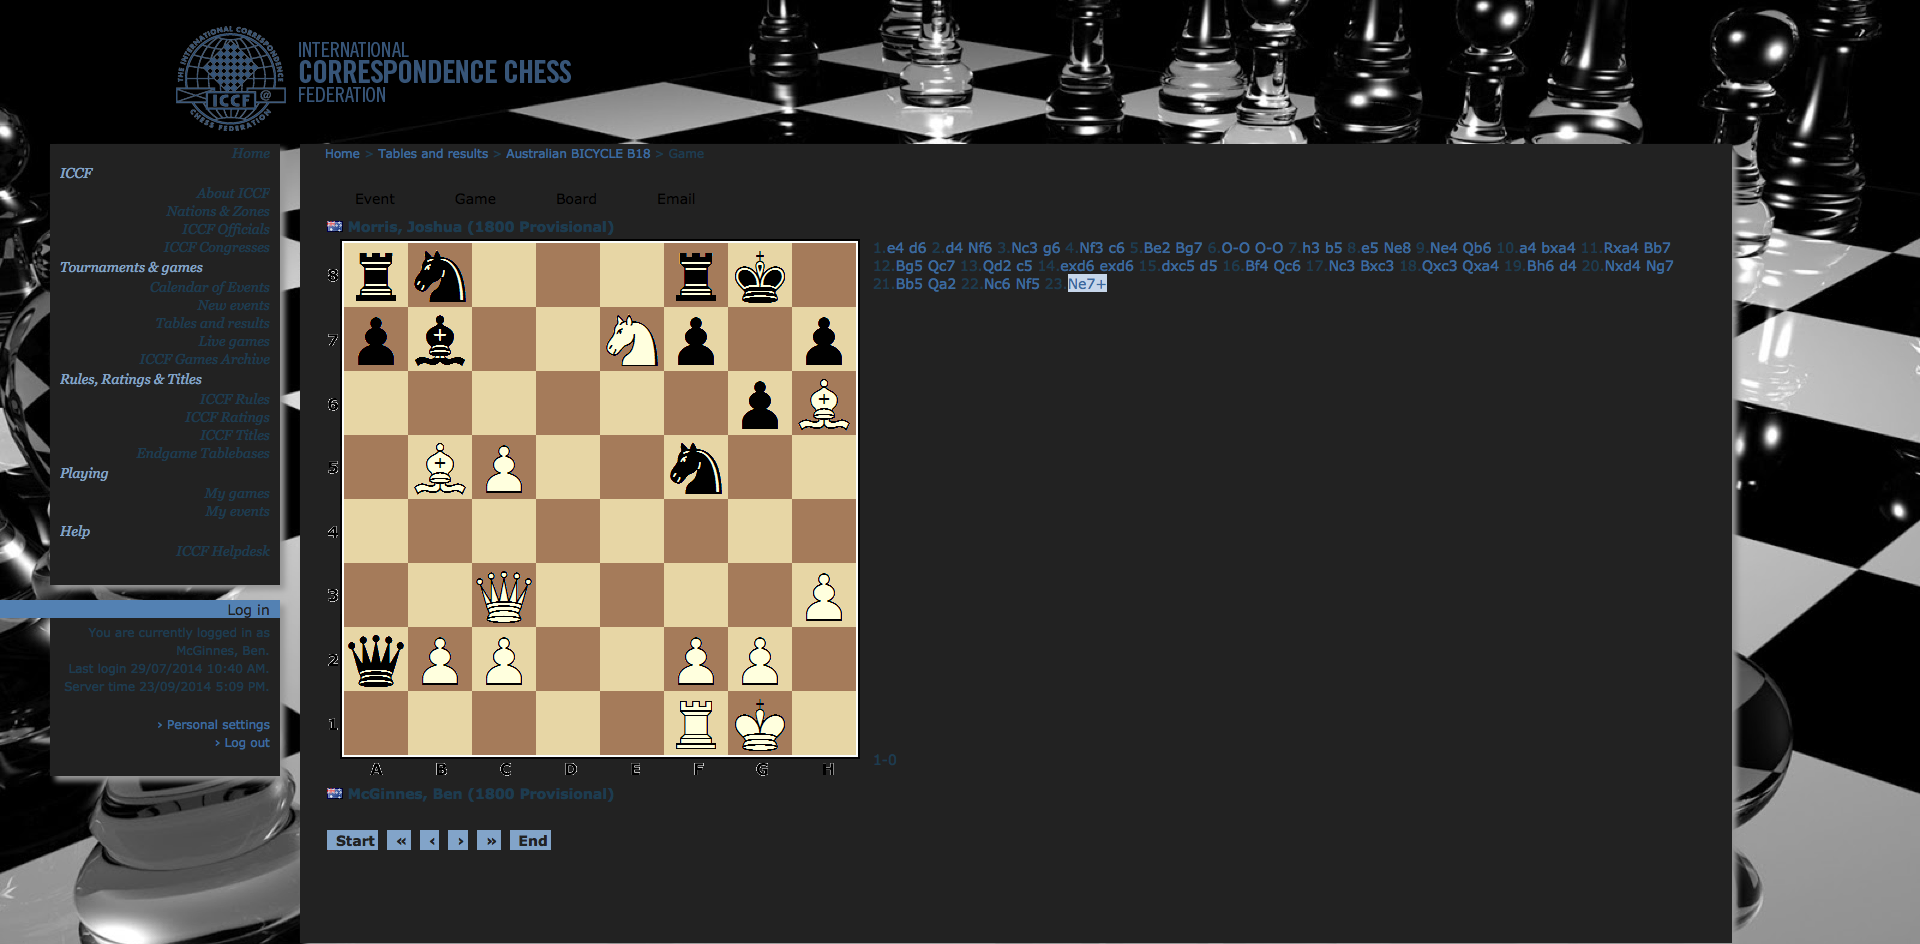 INTERNATIONAL
CORRESPONDENCE CHESS
FEDERATION
THE INTERNATIONAL CORRESPONDENCE
ICCF @
CHESS FEDERATION
Home
ICCF
About ICCF
Nations & Zones
ICCF Officials
ICCF Congresses
Tournaments & games
Calendar of Events
New events
Tables and results
Live games
ICCF Games Archive
Rules, Ratings & Titles
ICCF Rules
ICCF Ratings
ICCF Titles
Endgame Tablebases
Playing
My games
My events
Help
ICCF Helpdesk
Log in
You are currently logged in as
McGinnes, Ben.
Last login 29/07/2014 10:40 AM.
Server time 23/09/2014 5:09 PM.
› Personal settings
› Log out
Home > Tables and results > Australian BICYCLE B18 > Game
Event Game Board Email
Morris, Joshua (1800 Provisional)
8
7
6
5
4
3
2
1
A B C D E F G H
McGinnes, Ben (1800 Provisional)
Start « ‹ › » End
1.e4 d6 2.d4 Nf6 3.Nc3 g6 4.Nf3 c6 5.Be2 Bg7 6.O-O O-O 7.h3 b5 8.e5 Ne8 9.Ne4 Qb6 10.a4 bxa4 11.Rxa4 Bb7
12.Bg5 Qc7 13.Qd2 c5 14.exd6 exd6 15.dxc5 d5 16.Bf4 Qc6 17.Nc3 Bxc3 18.Qxc3 Qxa4 19.Bh6 d4 20.Nxd4 Ng7
21.Bb5 Qa2 22.Nc6 Nf5 23.Ne7+
1-0